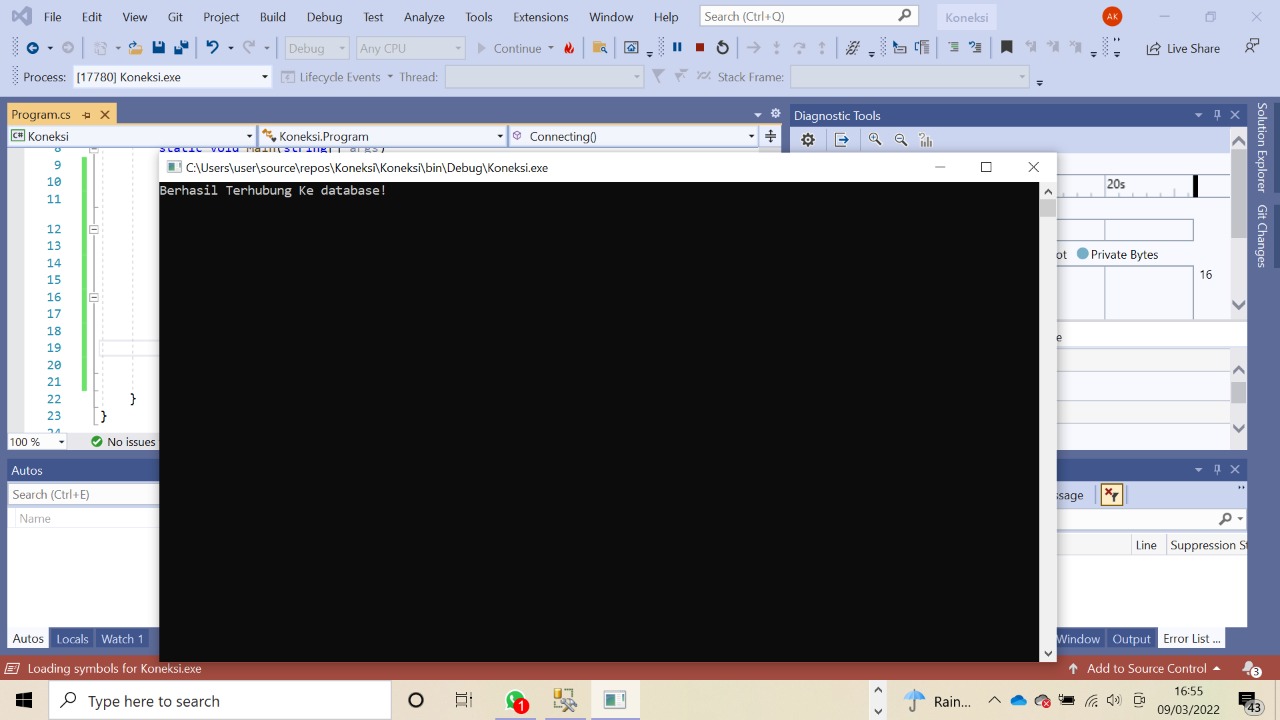 File Edit View Git Project Build Debug Test Analyze Tools Extensions Window Help Search (Ctrl+Q) Koneksi AK
Debug Any CPU Continue Live Share
Process: [17780] Koneksi.exe Lifecycle Events Thread: Stack Frame:
Program.cs Diagnostic Tools
Koneksi Koneksi.Program Connecting()
static void Main(string[] args)
8
9
10
11
12
13
14
15
16
17
18
19
20
21
22 }
23 }
24
C:\Users\user\source\repos\Koneksi\Koneksi\bin\Debug\Koneksi.exe
Berhasil Terhubung Ke database!
20s
Private Bytes
16
Solution Explorer
Git Changes
100 % No issues
Autos
Search (Ctrl+E)
Name
Line Suppression St
Autos Locals Watch 1 Window Output Error List ...
Loading symbols for Koneksi.exe Add to Source Control 3
Type here to search 1 Rain... 16:55
09/03/2022 43